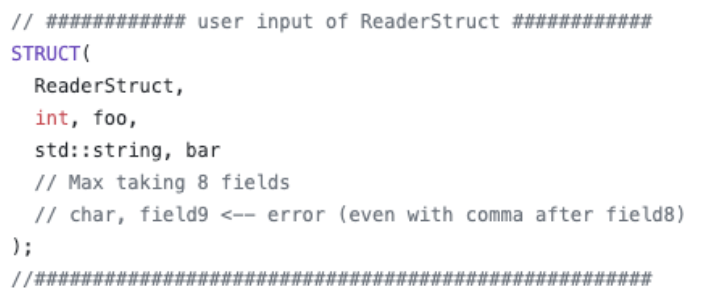 // ############ user input of ReaderStruct ############
STRUCT(
  ReaderStruct,
  int, foo,
  std::string, bar
  // Max taking 8 fields
  // char, field9 <-- error (even with comma after field8)
);
//#####################################################